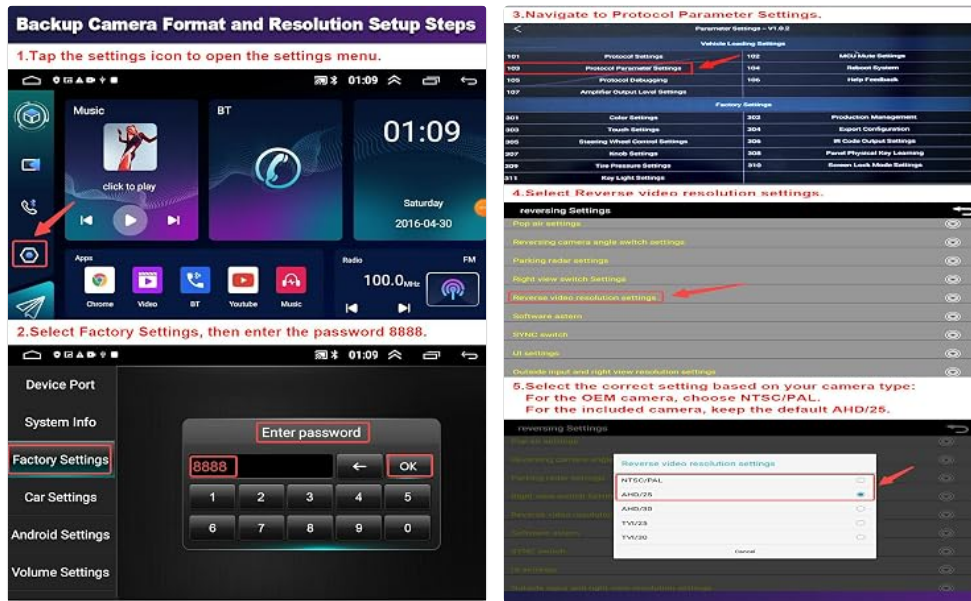 Backup Camera Format and Resolution Setup Steps
1.Tap the settings icon to open the settings menu.
01:09
Music
BT
01:09
click to play
Saturday
2016-04-30
Apps
Radio
FM
100.0MHz
Chrome
Video
BT
Youtube
Music
2.Select Factory Settings, then enter the password 8888.
01:09
Device Port
System Info
Factory Settings
Car Settings
Android Settings
Volume Settings
Enter password
8888
OK
1 2 3 4 5
6 7 8 9 0
3.Navigate to Protocol Parameter Settings.
Parameter Settings - V1.0.2
Vehicle Loading Settings
101 Protocol Settings 102 MCU Mute Settings
103 Protocol Parameter Settings 104 Reboot System
105 Protocol Debugging 106 Help Feedback
107 Amplifier Output Level Settings
Factory Settings
301 Color Settings 302 Production Management
303 Touch Settings 304 Export Configuration
305 Steering Wheel Control Settings 306 IR Code Output Settings
307 Knob Settings 308 Panel Physical Key Learning
309 Tire Pressure Settings 310 Screen Lock Mode Settings
311 Key Light Settings
4.Select Reverse video resolution settings.
reversing Settings
Pop air settings
Reversing camera angle switch settings
Parking radar settings
Right view switch Settings
Reverse video resolution settings
Software astern
SYNC switch
UI settings
Outside input and right view resolution settings
5.Select the correct setting based on your camera type:
For the OEM camera, choose NTSC/PAL.
For the included camera, keep the default AHD/25.
reversing Settings
Reverse video resolution settings
NTSC/PAL
AHD/25
AHD/30
TVI/25
TVI/30
Cancel